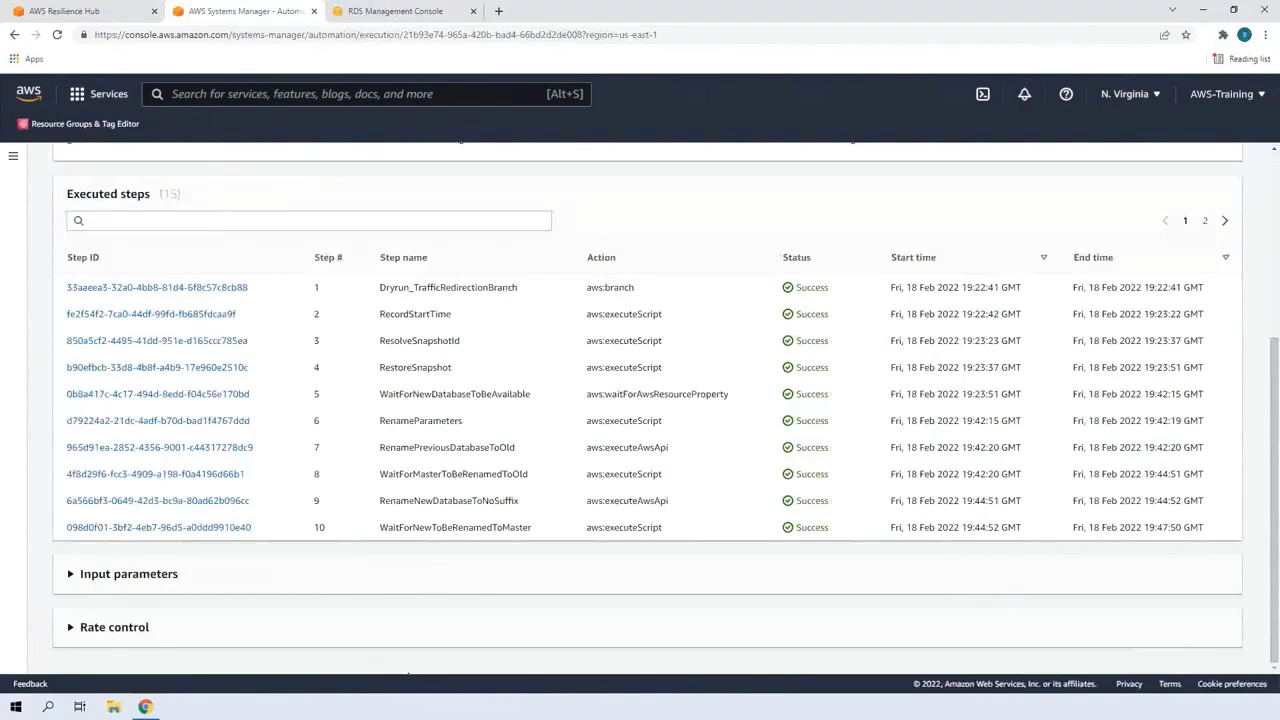 AWS Resilience Hub
AWS Systems Manager - Automa
RDS Management Console
https://console.aws.amazon.com/systems-manager/automation/execution/21b93e74-965a-420b-bad4-66bd2d2de008?region=us-east-1
Apps
Reading list
aws Services Search for services, features, blogs, docs, and more [Alt+S] N. Virginia AWS-Training
Resource Groups & Tag Editor
Executed steps (15)
1 2
Step ID Step # Step name Action Status Start time End time
33aeeea3-32a0-4bb8-81d4-6f8c57c8cb88 1 Dryrun_TrafficRedirectionBranch aws:branch Success Fri, 18 Feb 2022 19:22:41 GMT Fri, 18 Feb 2022 19:22:41 GMT
fe2f54f2-7ca0-44df-99fd-fb685fdcaa9f 2 RecordStartTime aws:executeScript Success Fri, 18 Feb 2022 19:22:42 GMT Fri, 18 Feb 2022 19:23:22 GMT
850a5cf2-4495-41dd-951e-d165ccc785ea 3 ResolveSnapshotId aws:executeScript Success Fri, 18 Feb 2022 19:23:23 GMT Fri, 18 Feb 2022 19:23:37 GMT
b90efbcb-33d8-4b8f-a4b9-17e960e2510c 4 RestoreSnapshot aws:executeScript Success Fri, 18 Feb 2022 19:23:37 GMT Fri, 18 Feb 2022 19:23:51 GMT
0b8a417c-4c17-494d-8edd-f04c56e170bd 5 WaitForNewDatabaseToBeAvailable aws:waitForAwsResourceProperty Success Fri, 18 Feb 2022 19:23:51 GMT Fri, 18 Feb 2022 19:42:15 GMT
d79224a2-21dc-4adf-b70d-bad1f4767ddd 6 RenameParameters aws:executeScript Success Fri, 18 Feb 2022 19:42:15 GMT Fri, 18 Feb 2022 19:42:19 GMT
965d91ea-2852-4356-9001-c44317278dc9 7 RenamePreviousDatabaseToOld aws:executeAwsApi Success Fri, 18 Feb 2022 19:42:20 GMT Fri, 18 Feb 2022 19:42:20 GMT
4f8d29f6-fcc3-4909-a198-f0a4196d66b1 8 WaitForMasterToBeRenamedToOld aws:executeScript Success Fri, 18 Feb 2022 19:42:20 GMT Fri, 18 Feb 2022 19:44:51 GMT
6a566bf3-0649-42d3-bc9a-80ad62b096cc 9 RenameNewDatabaseToNoSuffix aws:executeAwsApi Success Fri, 18 Feb 2022 19:44:51 GMT Fri, 18 Feb 2022 19:44:52 GMT
098d0f01-3bf2-4eb7-96d5-a0ddd9910e40 10 WaitForNewToBeRenamedToMaster aws:executeScript Success Fri, 18 Feb 2022 19:44:52 GMT Fri, 18 Feb 2022 19:47:50 GMT
Input parameters
Rate control
Feedback © 2022, Amazon Web Services, Inc. or its affiliates. Privacy Terms Cookie preferences